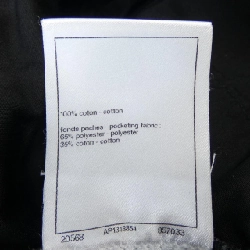 100% coton - cotton
fonds poches : pocketing fabric :
65% polyester - polyester
35% coton - cotton
20568